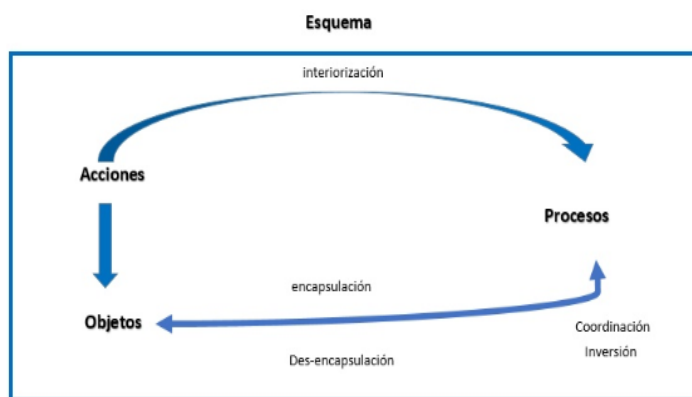 Esquema
interiorización
Acciones
Procesos
encapsulación
Objetos
Coordinación
Inversión
Des-encapsulación